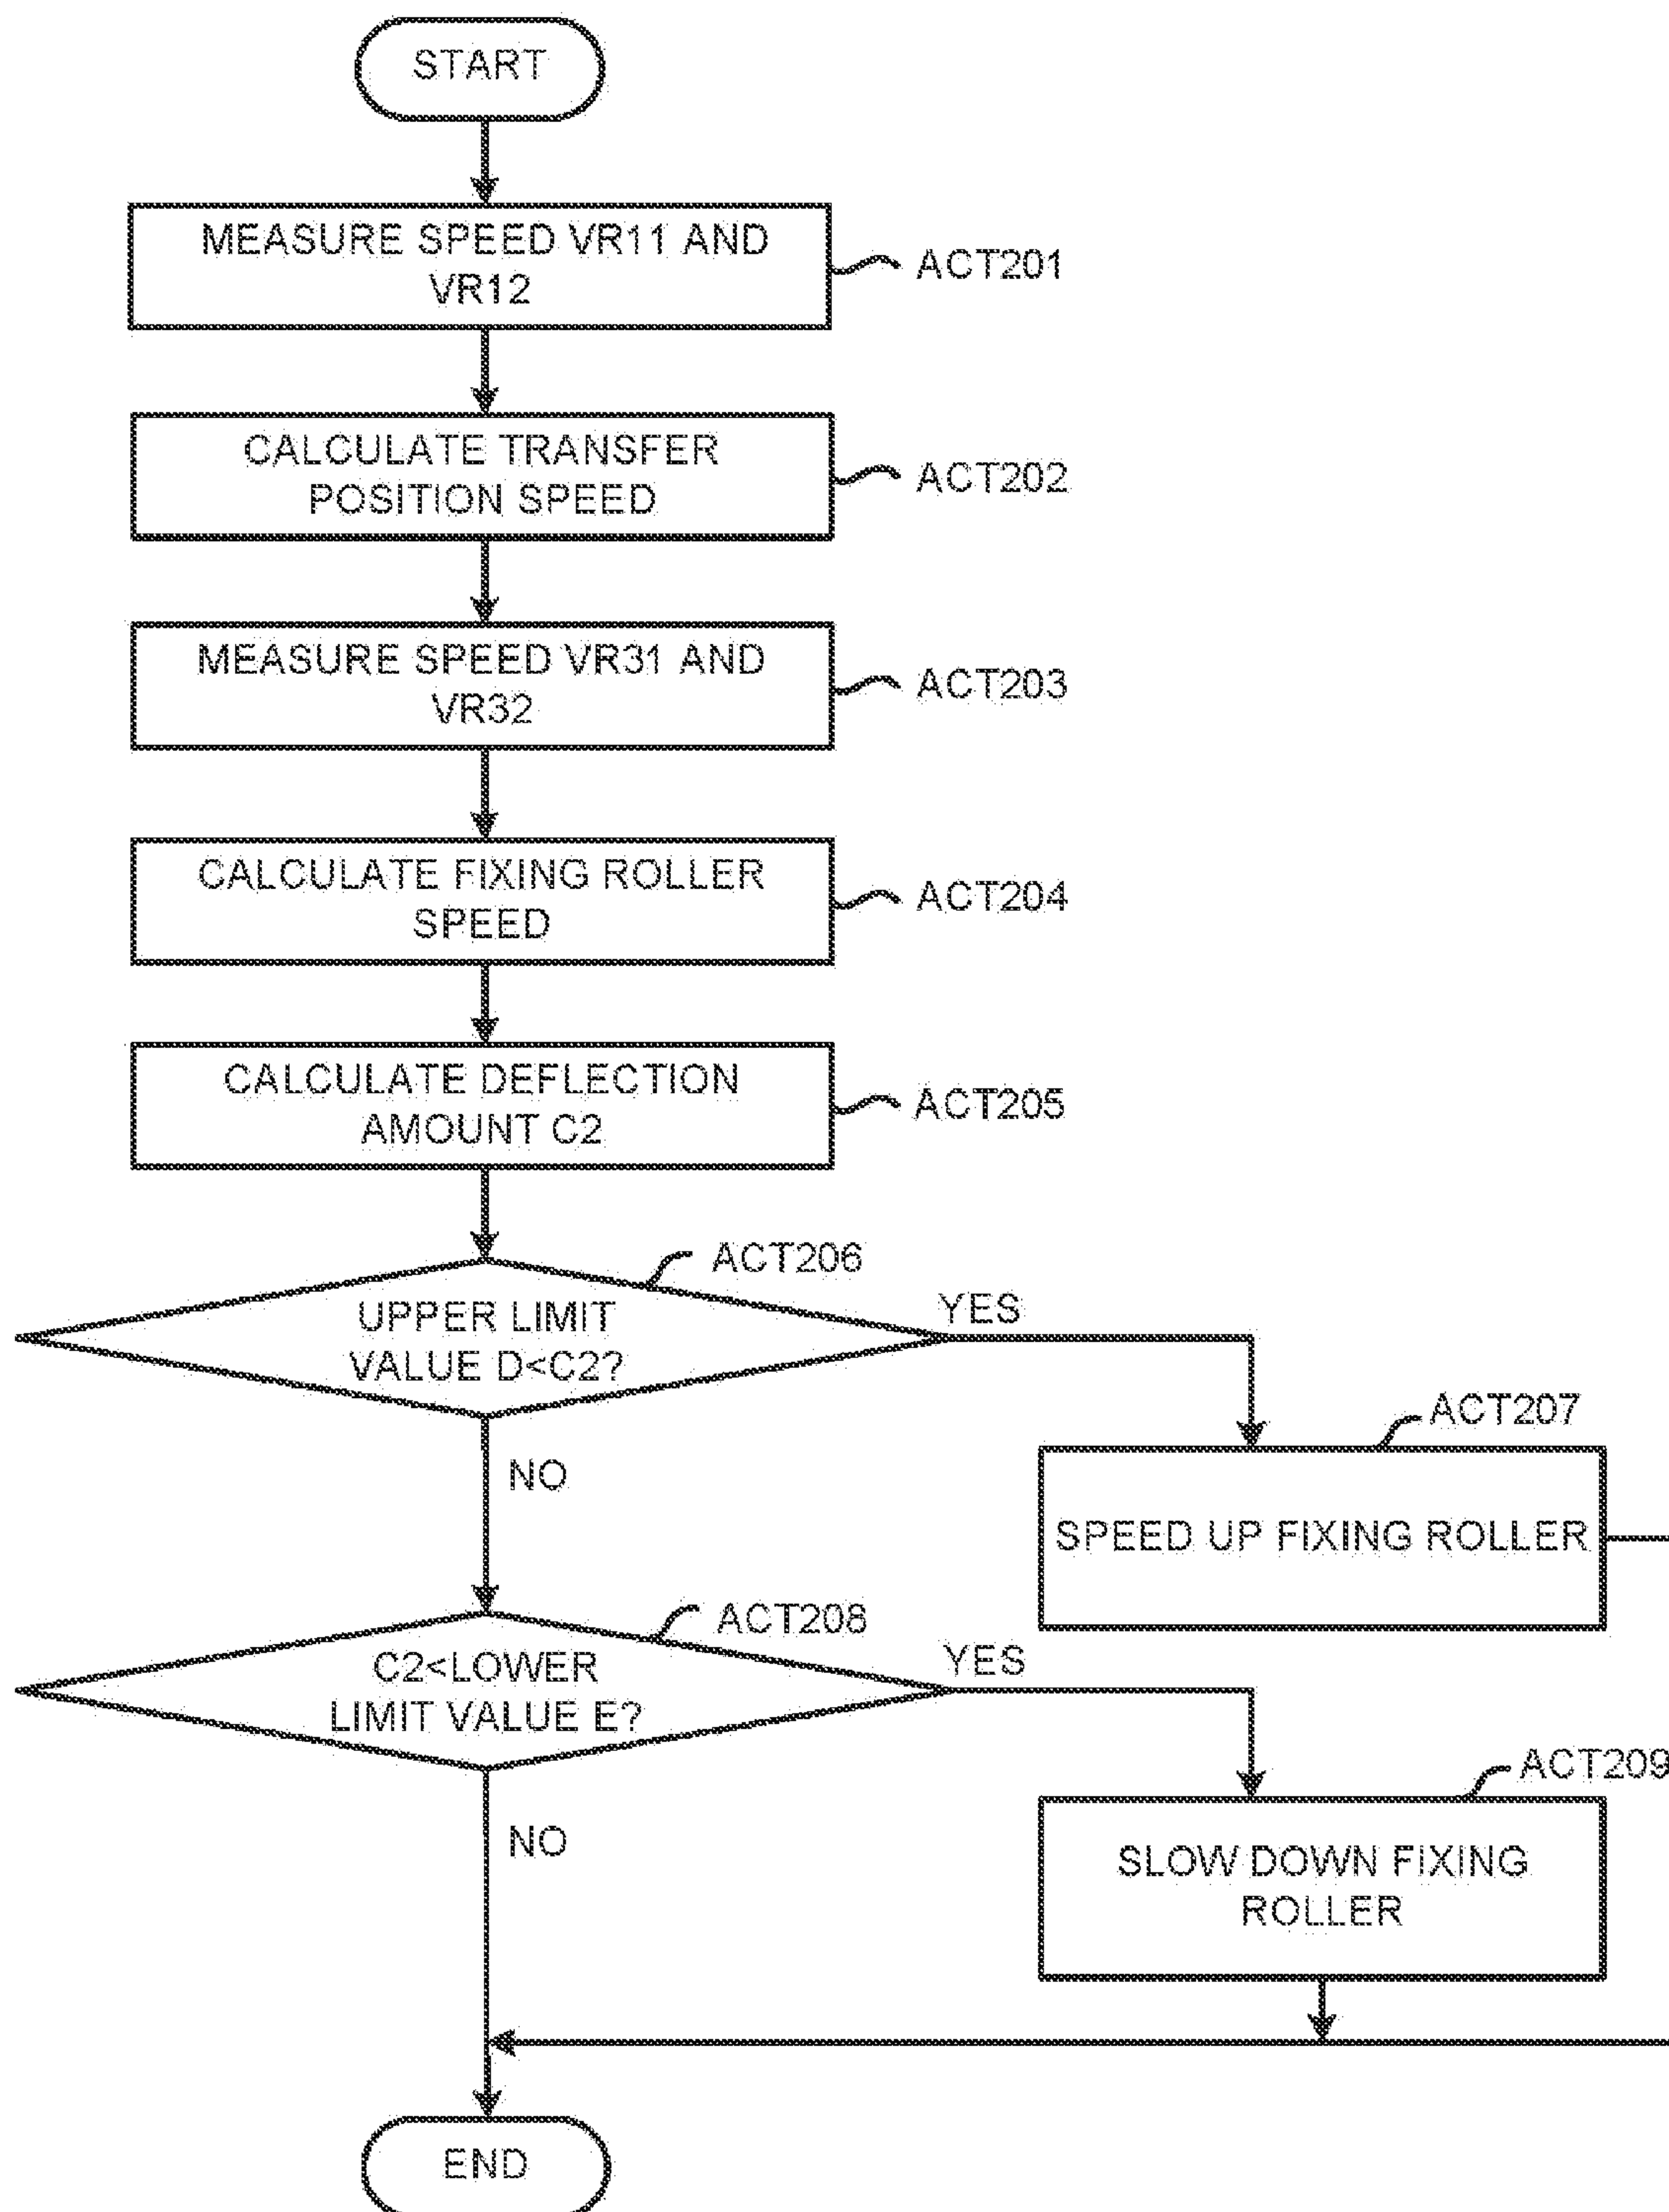 START
MEASURE SPEED VR11 AND
VR12
ACT201
CALCULATE TRANSFER
POSITION SPEED
ACT202
MEASURE SPEED VR31 AND
VR32
ACT203
CALCULATE FIXING ROLLER
SPEED
ACT204
CALCULATE DEFLECTION
AMOUNT C2
ACT205
ACT206
UPPER LIMIT
VALUE D<C2?
YES
NO
ACT207
SPEED UP FIXING ROLLER
ACT208
C2<LOWER
LIMIT VALUE E?
YES
NO
ACT209
SLOW DOWN FIXING
ROLLER
END